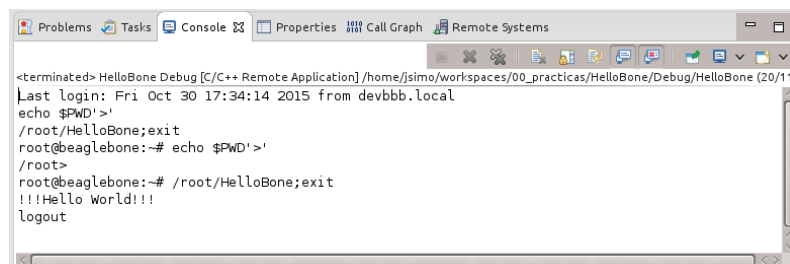 Problems Tasks Console Properties Call Graph Remote Systems
<terminated> HelloBone Debug [C/C++ Remote Application] /home/jsimo/workspaces/00_practicas/HelloBone/Debug/HelloBone (20/11
Last login: Fri Oct 30 17:34:14 2015 from devbbb.local
echo $PWD'>'
/root/HelloBone;exit
root@beaglebone:~# echo $PWD'>'
/root>
root@beaglebone:~# /root/HelloBone;exit
!!!Hello World!!!
logout